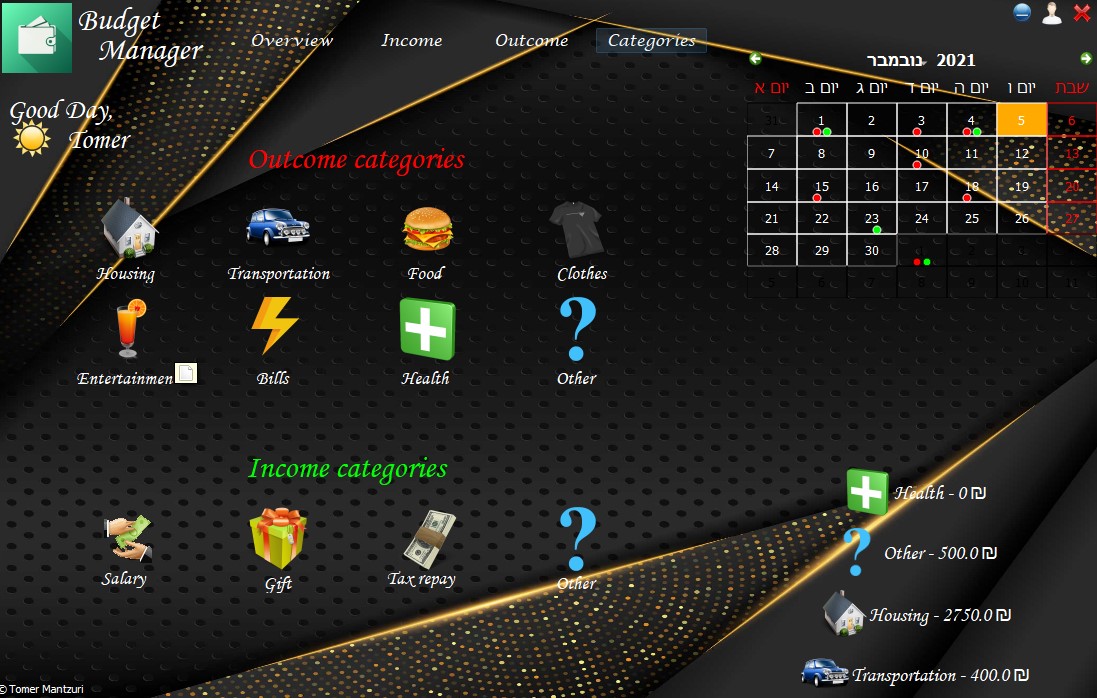 Budget
Manager
Overview
Income
Outcome
Categories
Good Day,
Tomer
נובמבר 2021
יום א יום ב יום ג יום ד יום ה יום ו שבת
31 1 2 3 4 5 6
7 8 9 10 11 12 13
14 15 16 17 18 19 20
21 22 23 24 25 26 27
28 29 30 1 2
5 6 7 8 9 10 11
Outcome categories
Housing
Transportation
Food
Clothes
Entertainmen
Bills
Health
Other
Income categories
Salary
Gift
Tax repay
Other
Health - 0 ₪
Other - 500.0 ₪
Housing - 2750.0 ₪
Transportation - 400.0 ₪
© Tomer Mantzuri